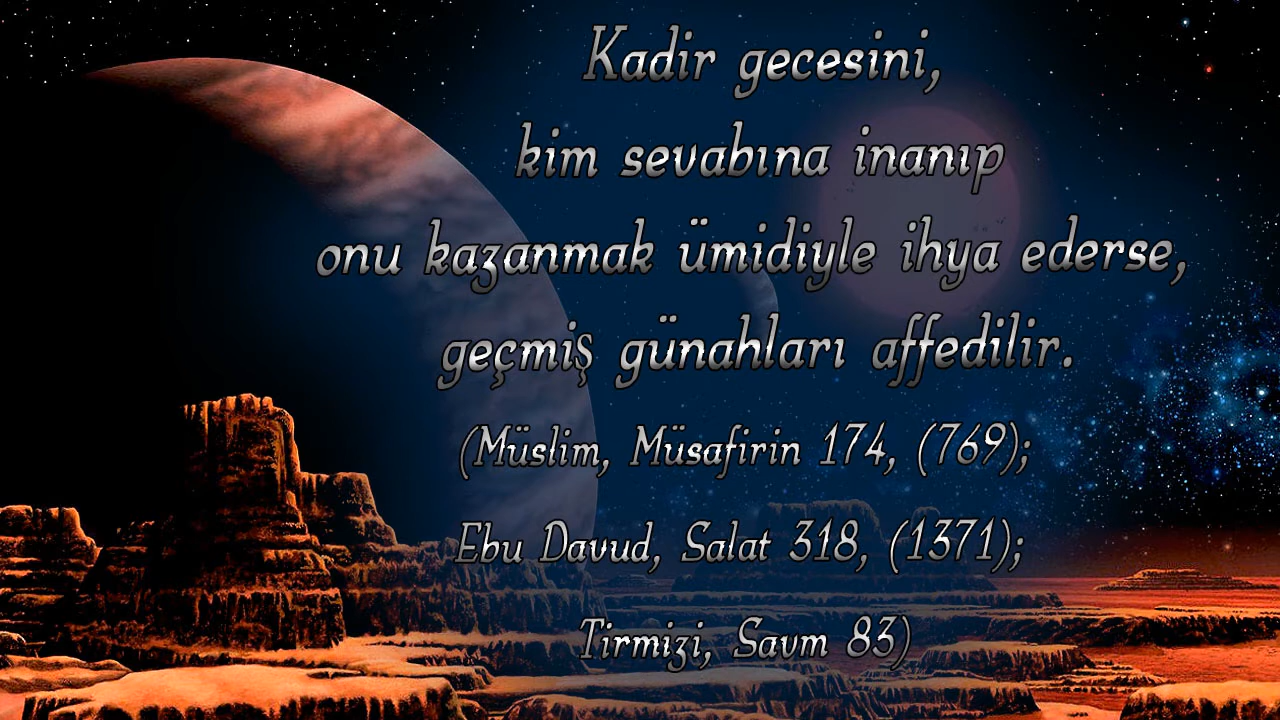 Kadir gecesini,
kim sevabına inanıp
onu kazanmak ümidiyle ihya ederse,
geçmiş günahları affedilir.
(Müslim, Müsafirin 174, (769);
Ebu Davud, Salat 318, (1371);
Tirmizi, Savm 83)